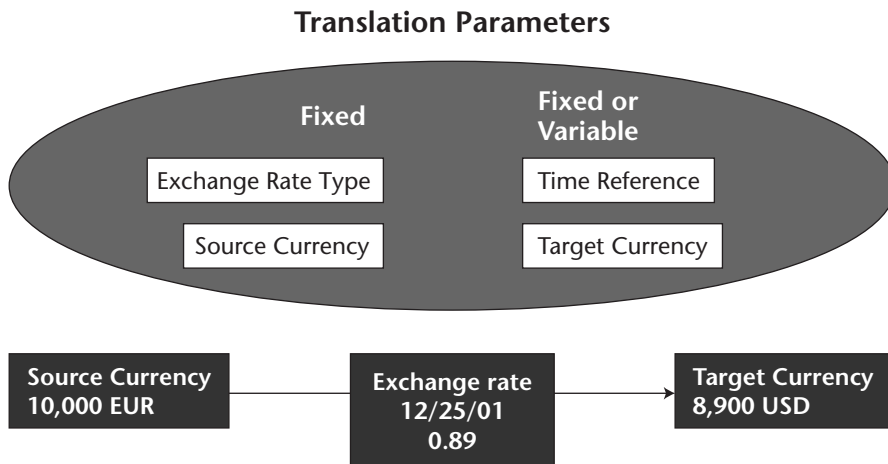 Translation Parameters
Fixed
Fixed or
Variable
Exchange Rate Type
Time Reference
Source Currency
Target Currency
Source Currency
10,000 EUR
Exchange rate
12/25/01
0.89
Target Currency
8,900 USD